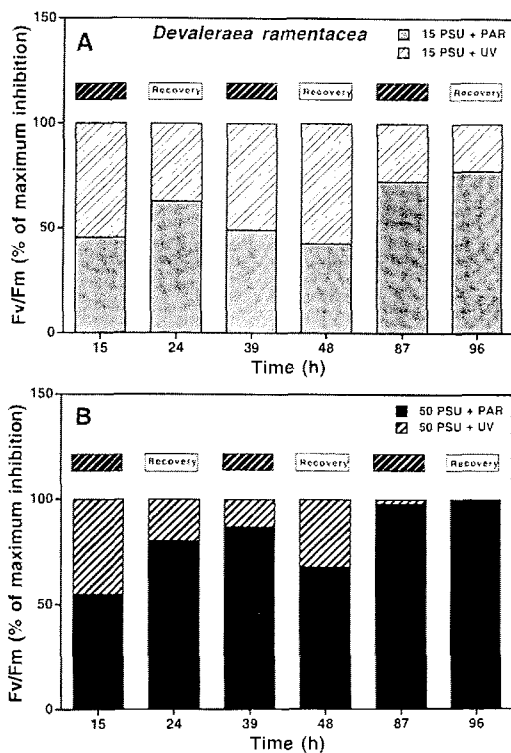 A
Devaleraea ramentacea
15 PSU + PAR
15 PSU + UV
Recovery
Recovery
Recovery
150
100
50
0
Fv/Fm (% of maximum inhibition)
15 24 39 48 87 96
Time (h)
B
50 PSU + PAR
50 PSU + UV
Recovery
Recovery
Recovery
150
100
50
0
Fv/Fm (% of maximum inhibition)
15 24 39 48 87 96
Time (h)